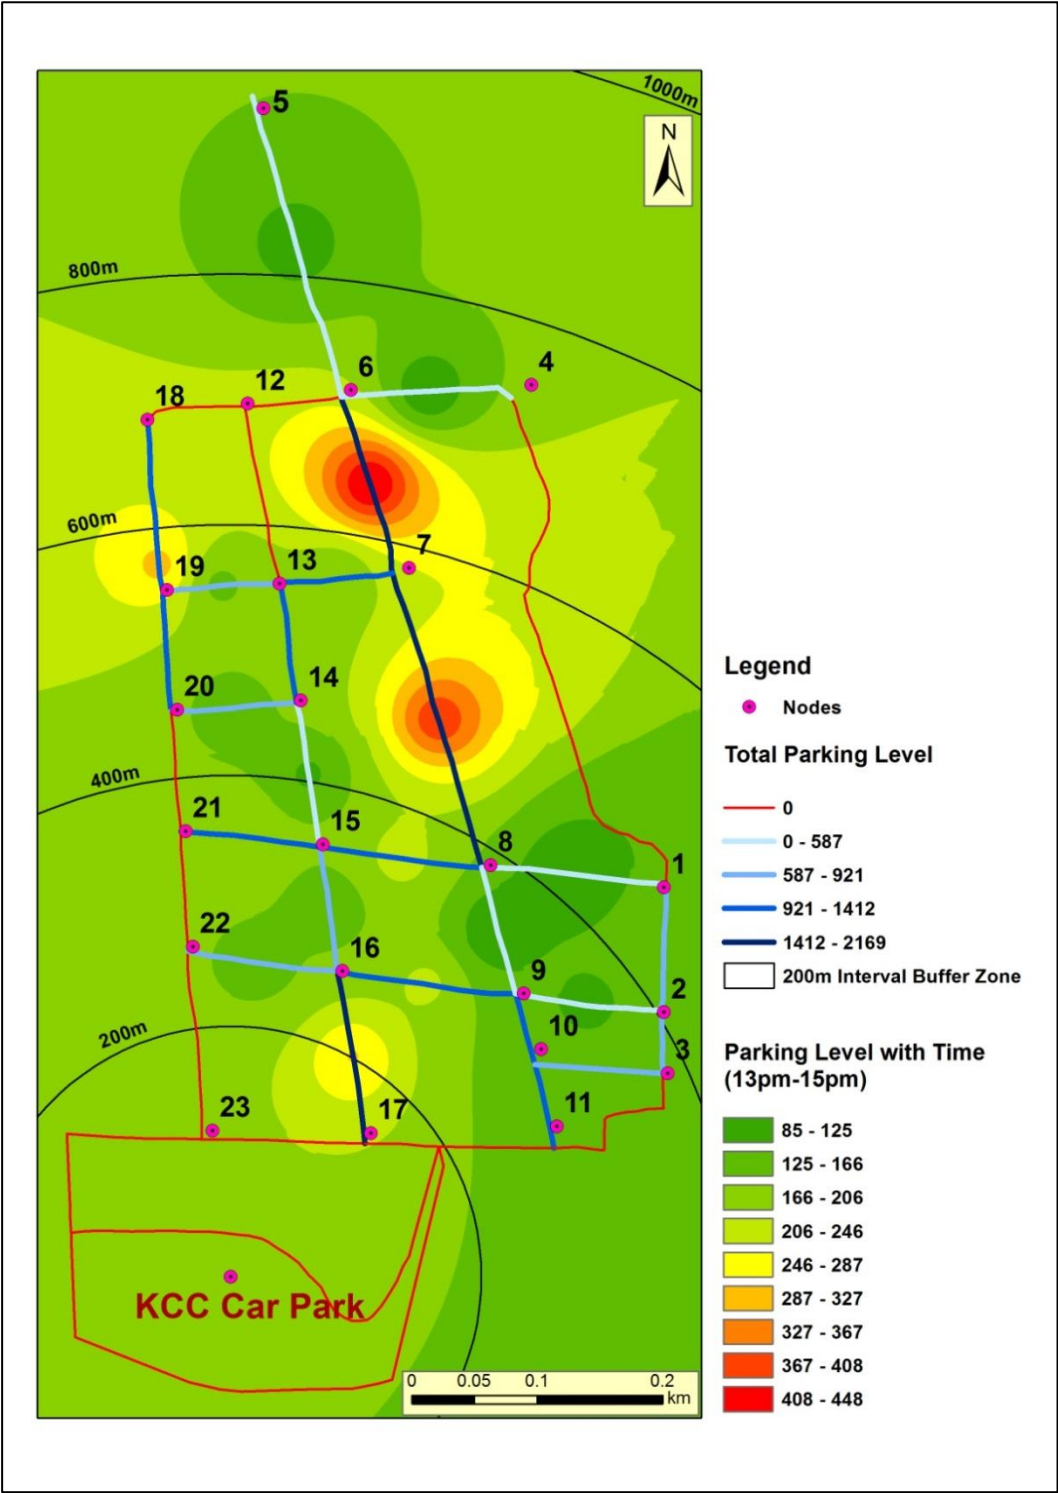 1000m
5
N
800m
6
4
12
18
600m
7
13
19
14
20
400m
21
15
8
1
22
16
9
2
10
3
200m
11
17
23
KCC Car Park
0 0.05 0.1 0.2
km
Legend
Nodes
Total Parking Level
0
0 - 587
587 - 921
921 - 1412
1412 - 2169
200m Interval Buffer Zone
Parking Level with Time
(13pm-15pm)
85 - 125
125 - 166
166 - 206
206 - 246
246 - 287
287 - 327
327 - 367
367 - 408
408 - 448